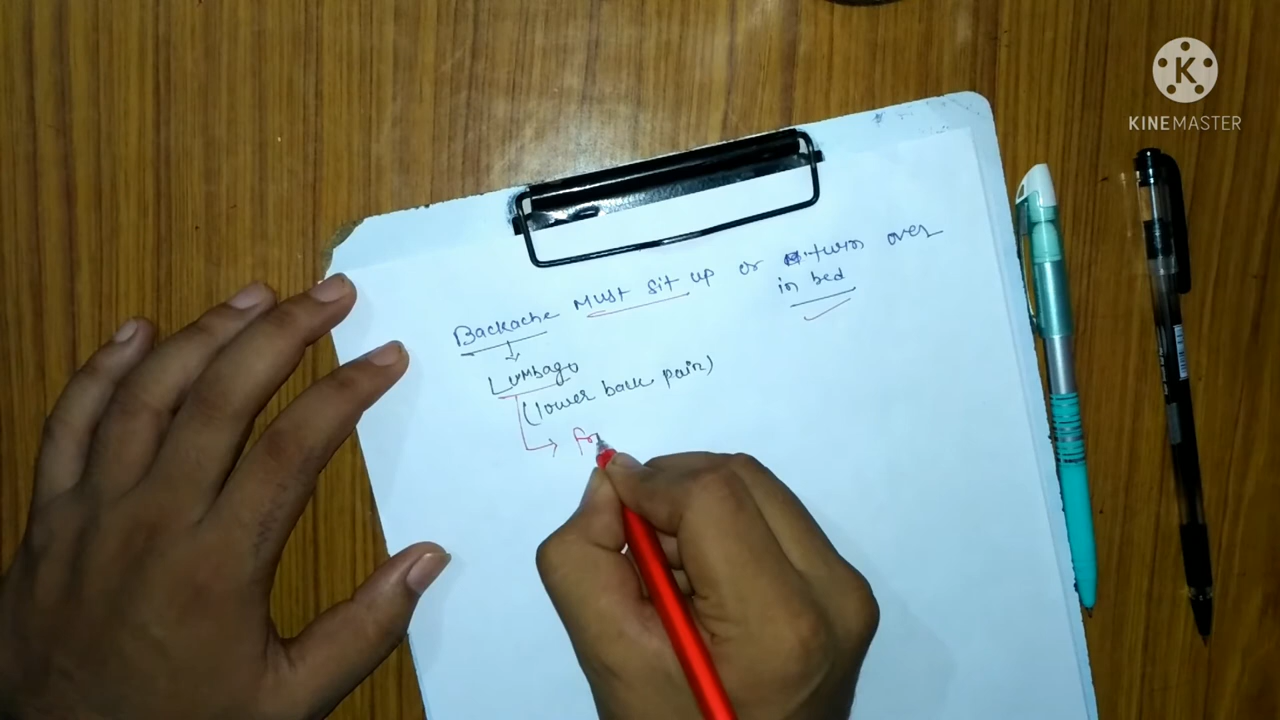 KINEMASTER
Backache Must sit up or turn over
in bed
Lumbago
(lower back pain)